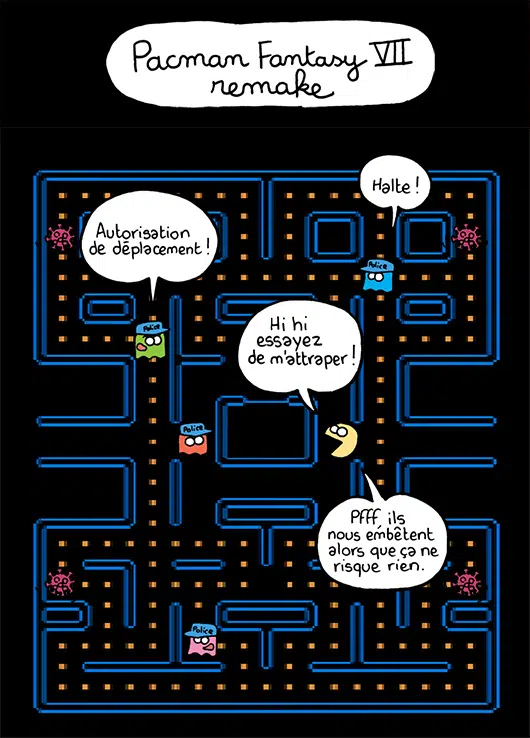 Pacman Fantasy VII
remake
Halte !
Autorisation
de déplacement !
Police
Police
Hi hi
essayez
de m'attraper !
Police
Pfff, ils
nous embêtent
alors que ça ne
risque rien.
Police